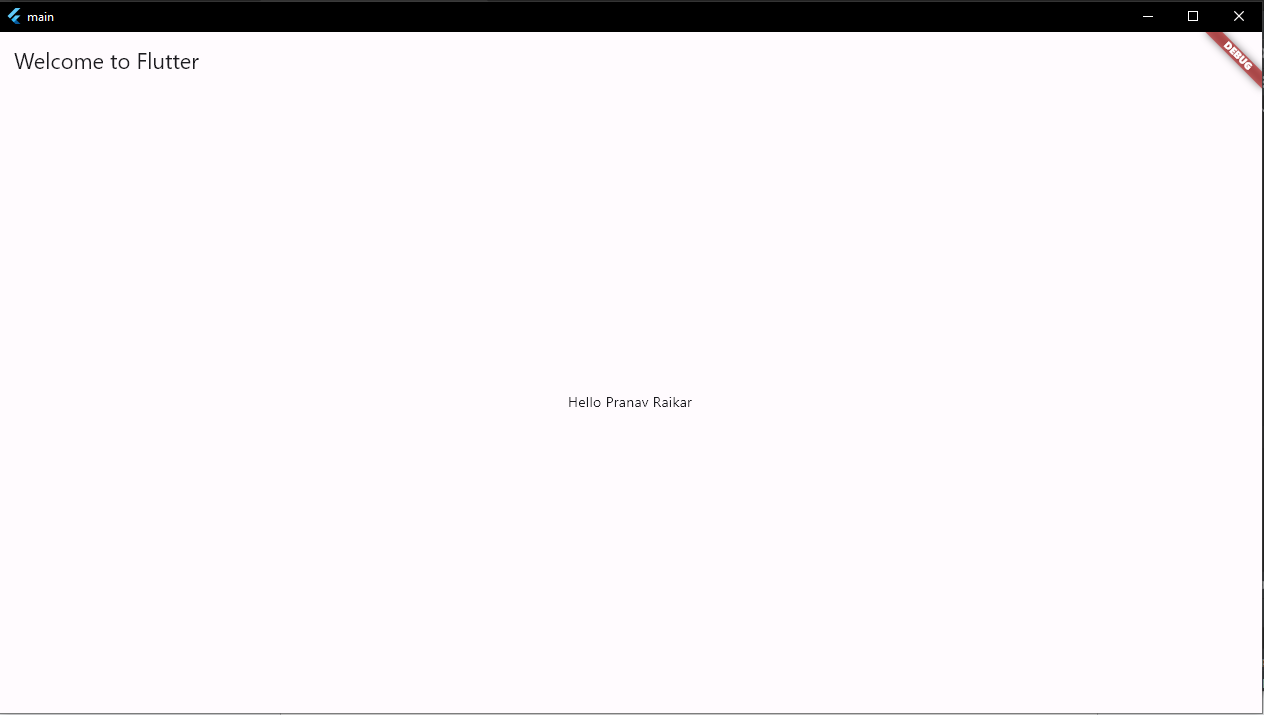 main
Welcome to Flutter
DEBUG
Hello Pranav Raikar